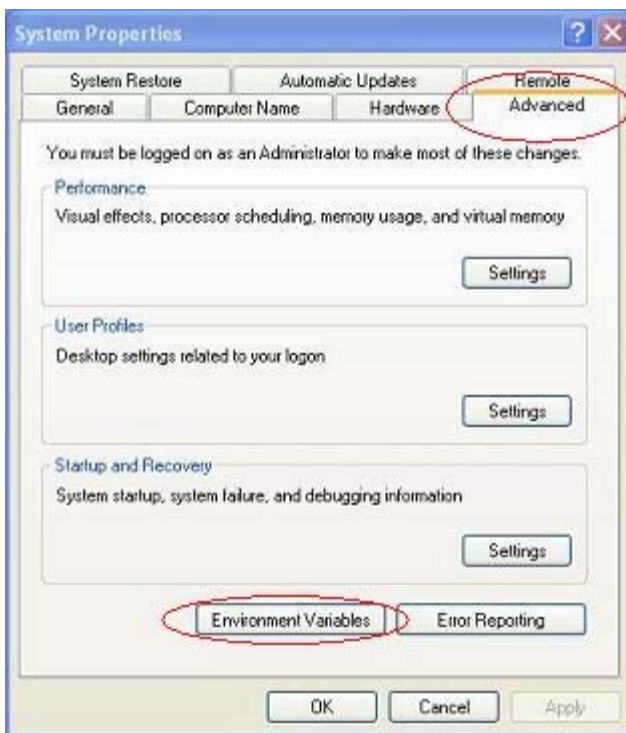 System Properties
System Restore Automatic Updates Remote
General Computer Name Hardware Advanced
You must be logged on as an Administrator to make most of these changes.
Performance
Visual effects, processor scheduling, memory usage, and virtual memory
Settings
User Profiles
Desktop settings related to your logon
Settings
Startup and Recovery
System startup, system failure, and debugging information
Settings
Environment Variables Error Reporting
OK Cancel Apply